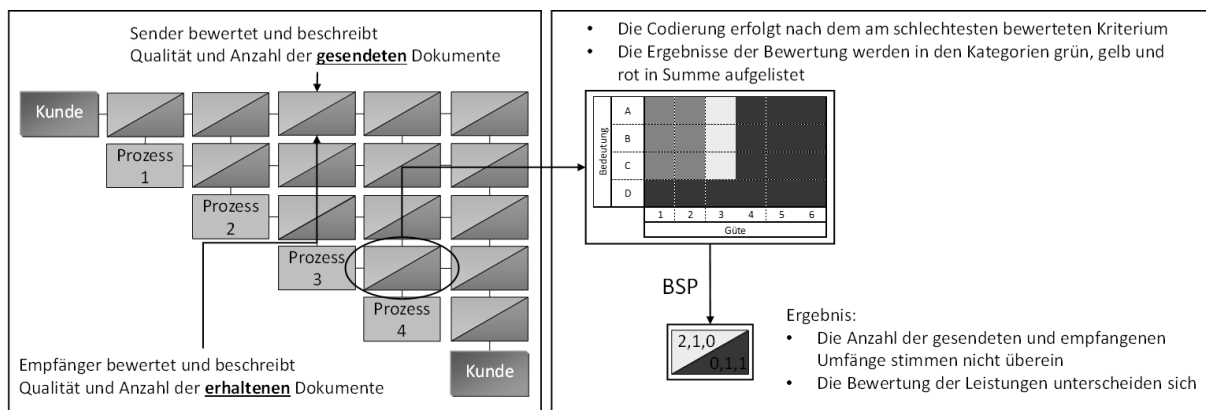 Sender bewertet und beschreibt
Qualität und Anzahl der gesendeten Dokumente
Kunde
Prozess
1
Prozess
2
Prozess
3
Prozess
4
Kunde
Empfänger bewertet und beschreibt
Qualität und Anzahl der erhaltenen Dokumente
• Die Codierung erfolgt nach dem am schlechtesten bewerteten Kriterium
• Die Ergebnisse der Bewertung werden in den Kategorien grün, gelb und
rot in Summe aufgelistet
Bedeutung
A
B
C
D
1 2 3 4 5 6
Güte
BSP
2,1,0
0,1,1
Ergebnis:
• Die Anzahl der gesendeten und empfangenen
Umfänge stimmen nicht überein
• Die Bewertung der Leistungen unterscheiden sich